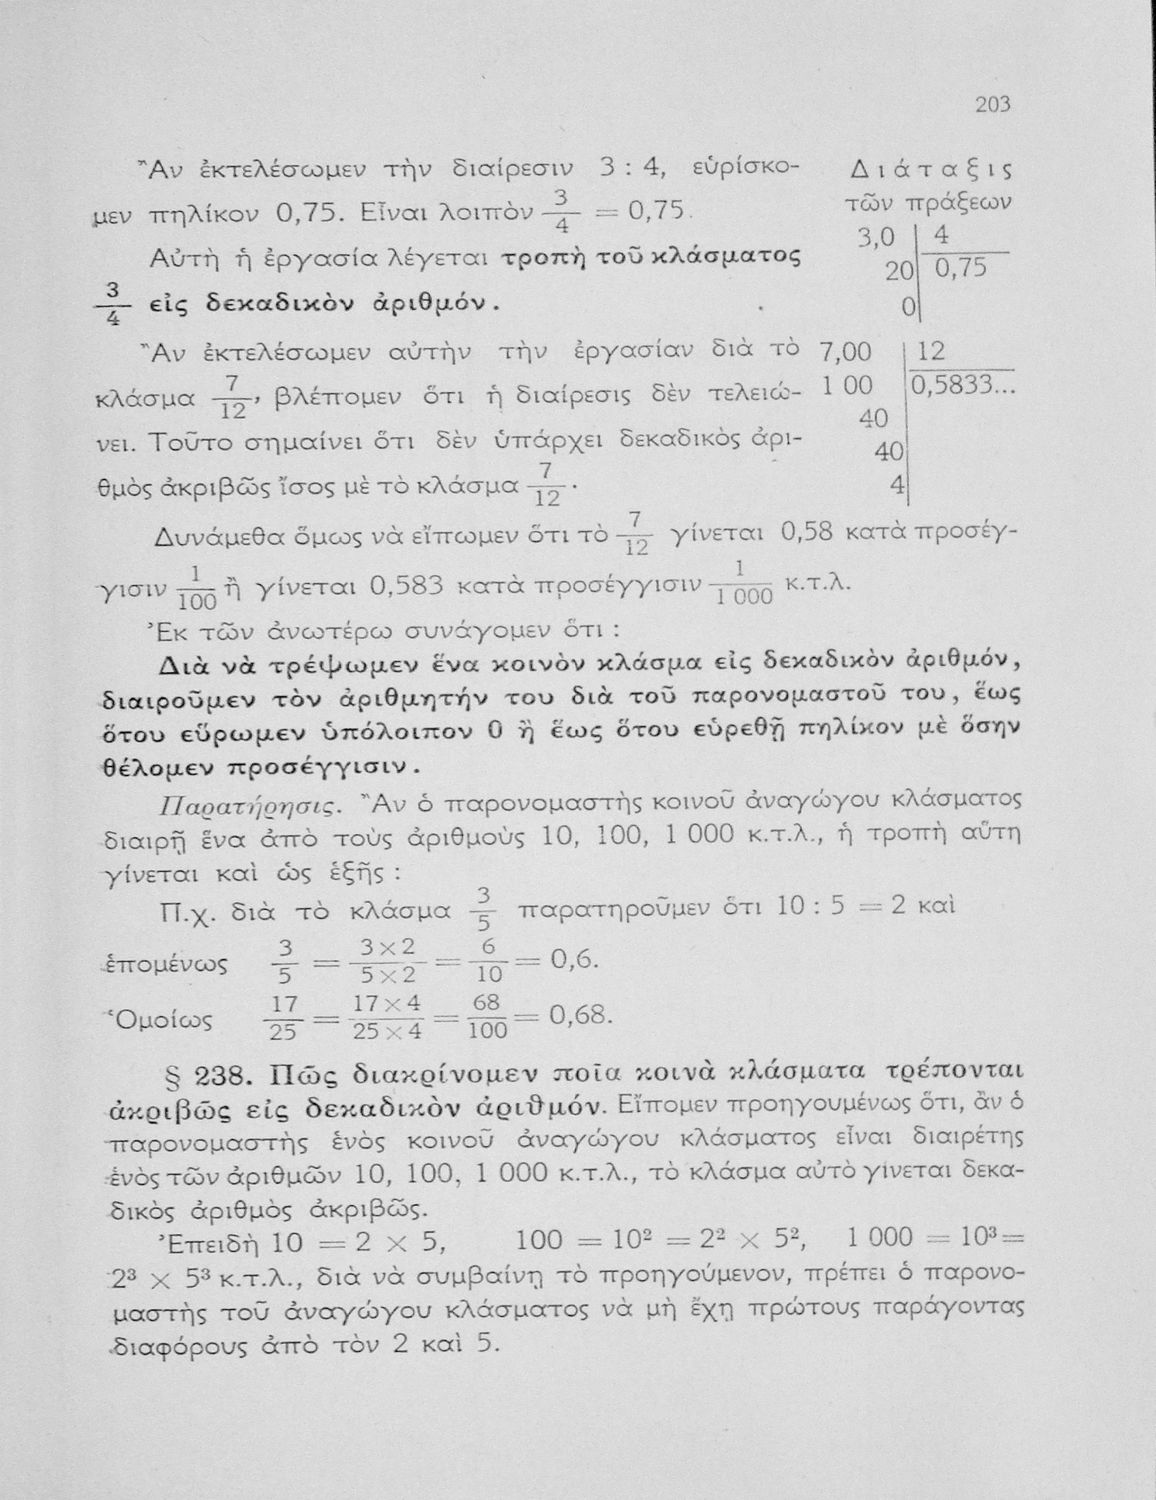 203
Ἂν ἐκτελέσωμεν τὴν διαίρεσιν 3 : 4, εὑρίσκο-
μεν πηλίκον 0,75. Εἶναι λοιπὸν 3/4 = 0,75.
Αὐτὴ ἡ ἐργασία λέγεται τροπὴ τοῦ κλάσματος
3/4 εἰς δεκαδικὸν ἀριθμόν.
Διάταξις
τῶν πράξεων
3,0 | 4
20 | 0,75
0
Ἂν ἐκτελέσωμεν αὐτὴν τὴν ἐργασίαν διὰ τὸ
κλάσμα 7/12, βλέπομεν ὅτι ἡ διαίρεσις δὲν τελειώ-
νει. Τοῦτο σημαίνει ὅτι δὲν ὑπάρχει δεκαδικὸς ἀρι-
θμὸς ἀκριβῶς ἴσος μὲ τὸ κλάσμα 7/12.
7,00 | 12
1 00 | 0,5833...
40
40
4
Δυνάμεθα ὅμως νὰ εἴπωμεν ὅτι τὸ 7/12 γίνεται 0,58 κατὰ προσέγ-
γισιν 1/100 ἢ γίνεται 0,583 κατὰ προσέγγισιν 1/1 000 κ.τ.λ.
Ἐκ τῶν ἀνωτέρω συνάγομεν ὅτι :
Διὰ νὰ τρέψωμεν ἕνα κοινὸν κλάσμα εἰς δεκαδικὸν ἀριθμόν,
διαιροῦμεν τὸν ἀριθμητήν του διὰ τοῦ παρονομαστοῦ του, ἕως
ὅτου εὕρωμεν ὑπόλοιπον 0 ἢ ἕως ὅτου εὑρεθῇ πηλίκον μὲ ὅσην
θέλομεν προσέγγισιν.
Παρατήρησις. Ἂν ὁ παρονομαστὴς κοινοῦ ἀναγώγου κλάσματος
διαιρῇ ἕνα ἀπὸ τοὺς ἀριθμοὺς 10, 100, 1 000 κ.τ.λ., ἡ τροπὴ αὕτη
γίνεται καὶ ὡς ἑξῆς :
Π.χ. διὰ τὸ κλάσμα 3/5 παρατηροῦμεν ὅτι 10 : 5 = 2 καὶ
ἑπομένως 3/5 = 3×2/5×2 = 6/10 = 0,6.
Ὁμοίως 17/25 = 17×4/25×4 = 68/100 = 0,68.
§ 238. Πῶς διακρίνομεν ποῖα κοινὰ κλάσματα τρέπονται
ἀκριβῶς εἰς δεκαδικὸν ἀριθμόν. Εἴπομεν προηγουμένως ὅτι, ἂν ὁ
παρονομαστὴς ἑνὸς κοινοῦ ἀναγώγου κλάσματος εἶναι διαιρέτης
ἑνὸς τῶν ἀριθμῶν 10, 100, 1 000 κ.τ.λ., τὸ κλάσμα αὐτὸ γίνεται δεκα-
δικὸς ἀριθμὸς ἀκριβῶς.
Ἐπειδὴ 10 = 2 × 5, 100 = 10² = 2² × 5², 1 000 = 10³ =
2³ × 5³ κ.τ.λ., διὰ νὰ συμβαίνῃ τὸ προηγούμενον, πρέπει ὁ παρονο-
μαστὴς τοῦ ἀναγώγου κλάσματος νὰ μὴ ἔχῃ πρώτους παράγοντας
διαφόρους ἀπὸ τὸν 2 καὶ 5.